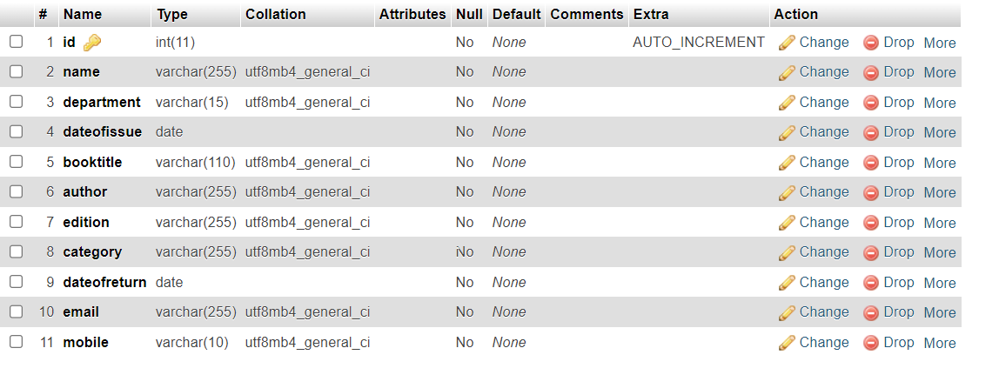 # Name Type Collation Attributes Null Default Comments Extra Action
1 id int(11) No None AUTO_INCREMENT Change Drop More
2 name varchar(255) utf8mb4_general_ci No None Change Drop More
3 department varchar(15) utf8mb4_general_ci No None Change Drop More
4 dateofissue date No None Change Drop More
5 booktitle varchar(110) utf8mb4_general_ci No None Change Drop More
6 author varchar(255) utf8mb4_general_ci No None Change Drop More
7 edition varchar(255) utf8mb4_general_ci No None Change Drop More
8 category varchar(255) utf8mb4_general_ci No None Change Drop More
9 dateofreturn date No None Change Drop More
10 email varchar(255) utf8mb4_general_ci No None Change Drop More
11 mobile varchar(10) utf8mb4_general_ci No None Change Drop More